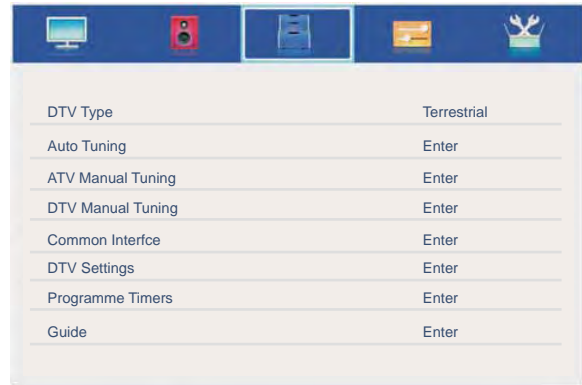 DTV Type Terrestrial
Auto Tuning Enter
ATV Manual Tuning Enter
DTV Manual Tuning Enter
Common Interfce Enter
DTV Settings Enter
Programme Timers Enter
Guide Enter